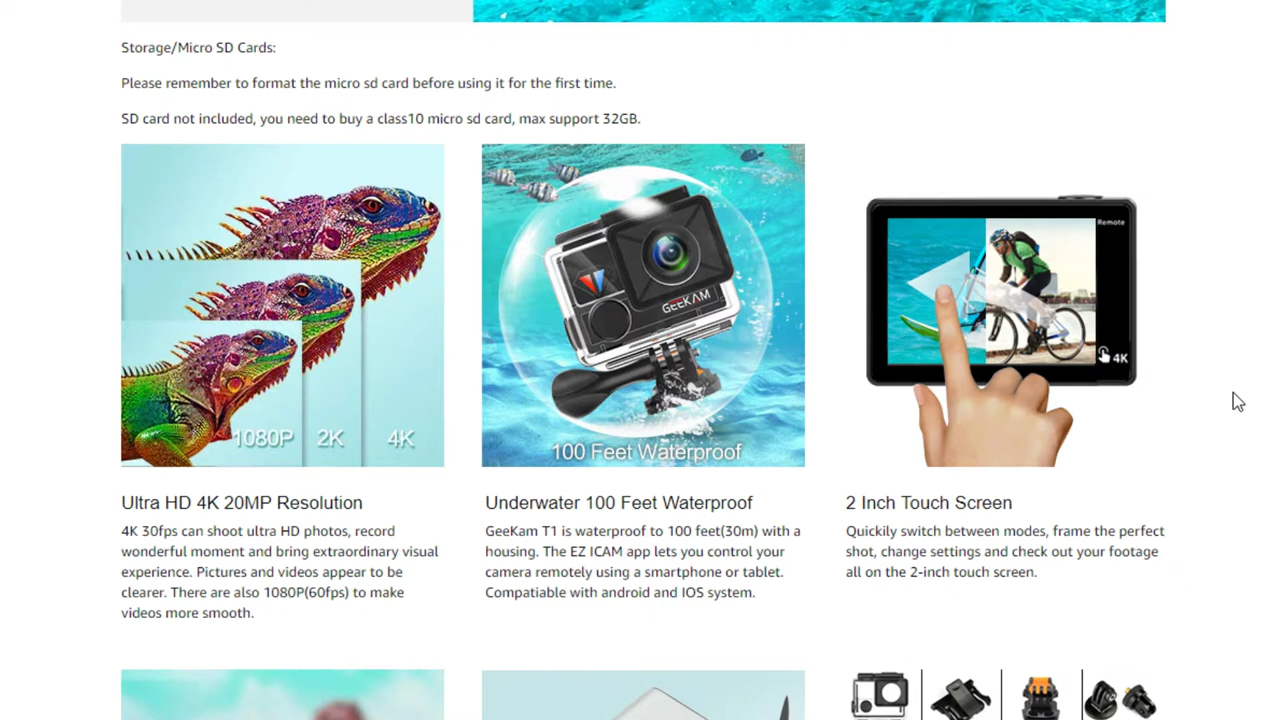 Storage/Micro SD Cards:
Please remember to format the micro sd card before using it for the first time.
SD card not included, you need to buy a class10 micro sd card, max support 32GB.
1080P 2K 4K
GEEKAM
100 Feet Waterproof
Remote
4K
Ultra HD 4K 20MP Resolution
4K 30fps can shoot ultra HD photos, record
wonderful moment and bring extraordinary visual
experience. Pictures and videos appear to be
clearer. There are also 1080P(60fps) to make
videos more smooth.
Underwater 100 Feet Waterproof
GeeKam T1 is waterproof to 100 feet(30m) with a
housing. The EZ ICAM app lets you control your
camera remotely using a smartphone or tablet.
Compatiable with android and IOS system.
2 Inch Touch Screen
Quickily switch between modes, frame the perfect
shot, change settings and check out your footage
all on the 2-inch touch screen.